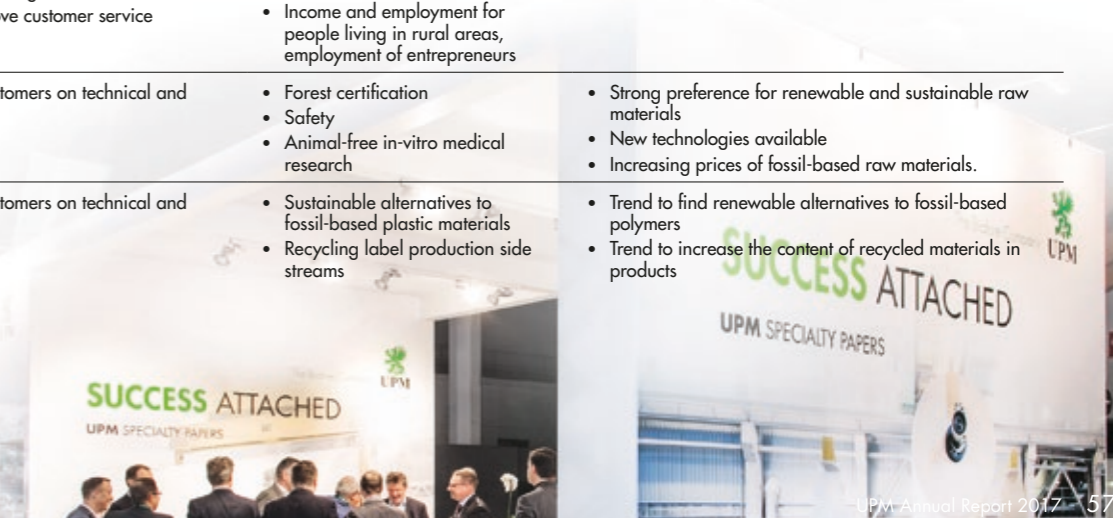 ve customer service
• Income and employment for
people living in rural areas,
employment of entrepreneurs
tomers on technical and
• Forest certification
• Safety
• Animal-free in-vitro medical
research
• Strong preference for renewable and sustainable raw
materials
• New technologies available
• Increasing prices of fossil-based raw materials.
tomers on technical and
• Sustainable alternatives to
fossil-based plastic materials
• Recycling label production side
streams
• Trend to find renewable alternatives to fossil-based
polymers
• Trend to increase the content of recycled materials in
products
UPM
SUCCESS ATTACHED
UPM SPECIALTY PAPERS
UPM
SUCCESS ATTACHED
UPM SPECIALTY PAPERS
UPM Annual Report 2017
57